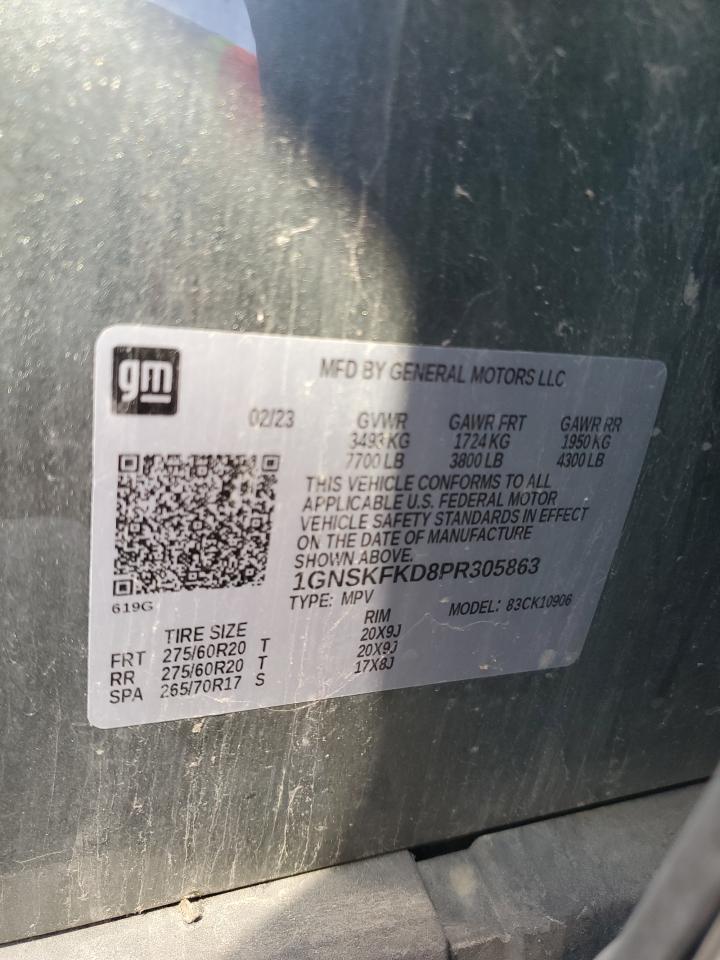 gm
MFD BY GENERAL MOTORS LLC
02/23 GVWR GAWR FRT GAWR RR
3493 KG 1724 KG 1950 KG
7700 LB 3800 LB 4300 LB
THIS VEHICLE CONFORMS TO ALL
APPLICABLE U.S. FEDERAL MOTOR
VEHICLE SAFETY STANDARDS IN EFFECT
ON THE DATE OF MANUFACTURE
SHOWN ABOVE.
1GNSKFKD8PR305863
619G
TYPE: MPV MODEL: 83CK10906
TIRE SIZE RIM
FRT 275/60R20 T 20X9J
RR 275/60R20 T 20X9J
SPA 265/70R17 S 17X8J